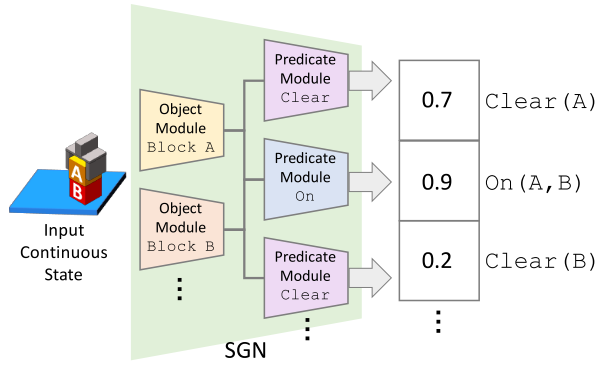 Predicate
Module
Clear
Object
Module
Block A
Predicate
Module
On
Object
Module
Block B
Predicate
Module
Clear
0.7
Clear(A)
0.9
On(A,B)
0.2
Clear(B)
A
B
Input
Continuous
State
SGN